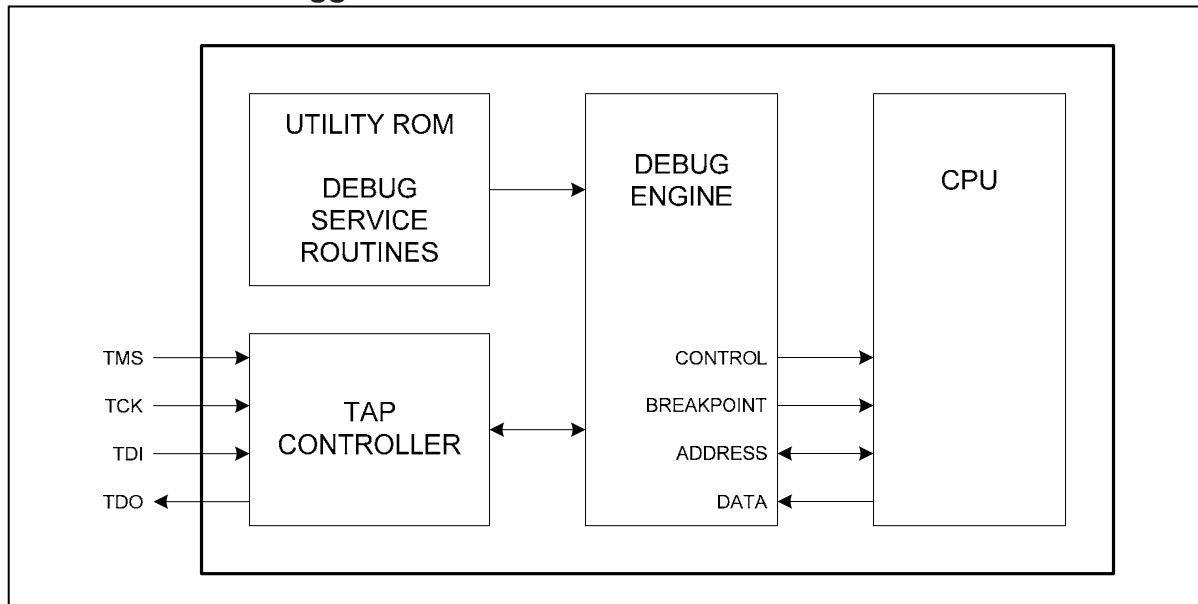 UTILITY ROM
DEBUG
SERVICE
ROUTINES
DEBUG
ENGINE
CPU
TMS
TCK
TDI
TDO
TAP
CONTROLLER
CONTROL
BREAKPOINT
ADDRESS
DATA